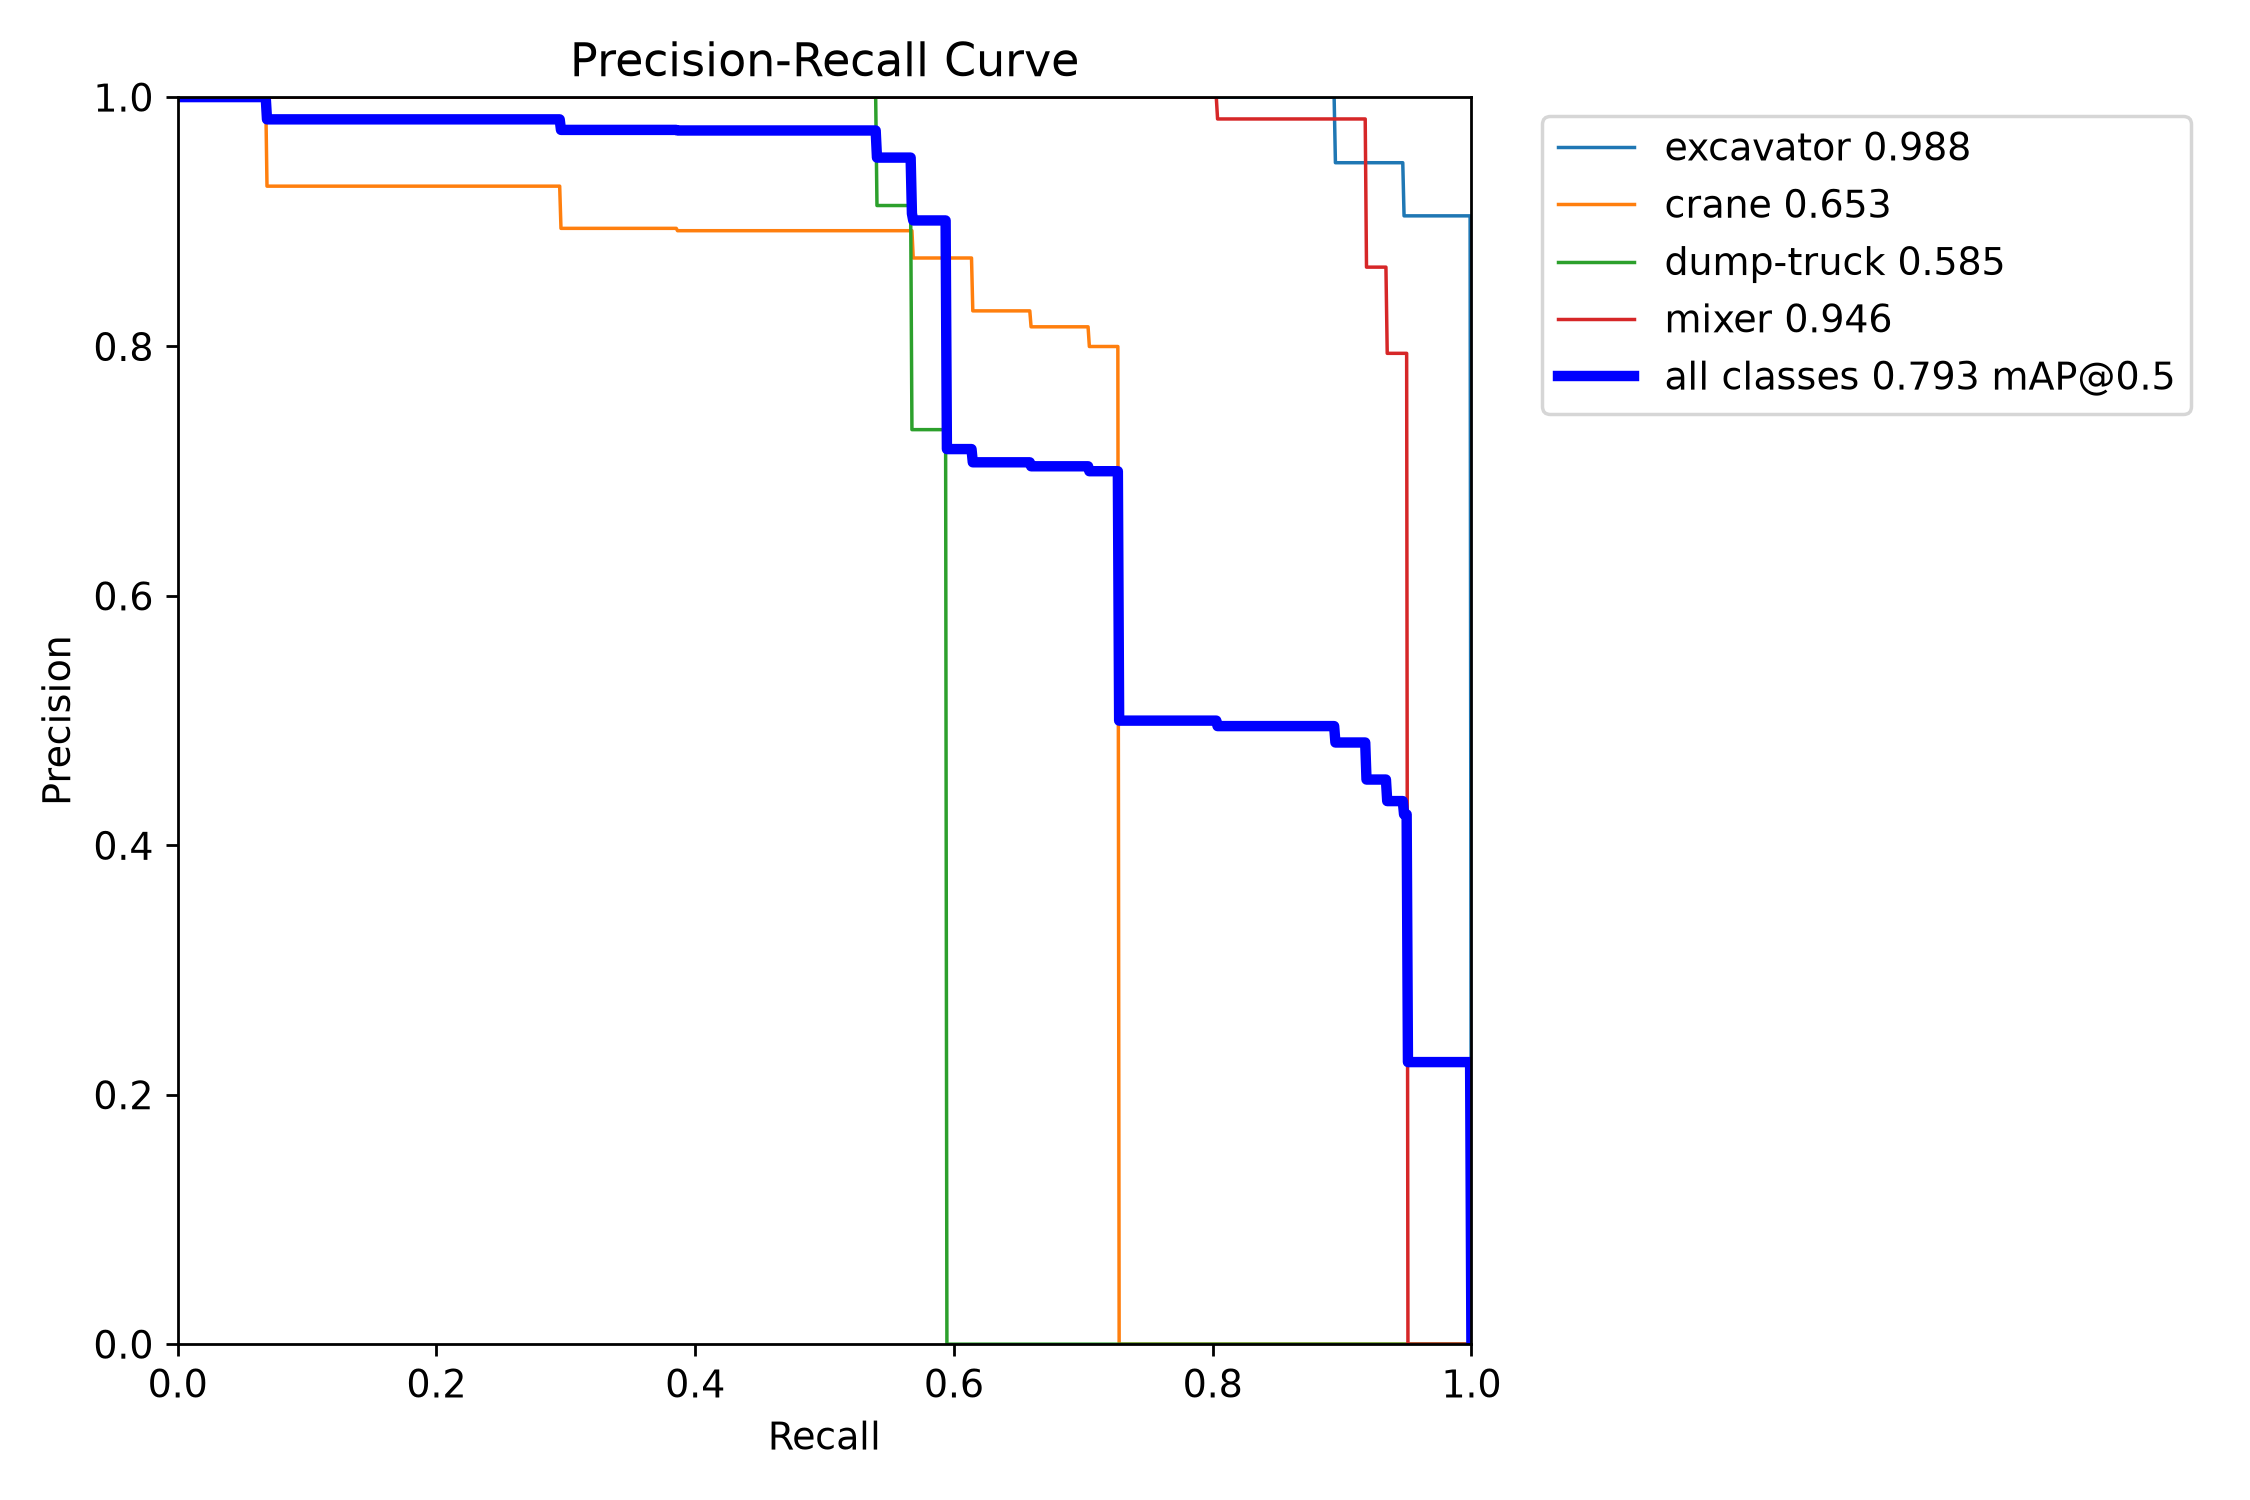 Precision-Recall Curve
1.0
0.8
0.6
0.4
0.2
0.0
Precision
0.0 0.2 0.4 0.6 0.8 1.0
Recall
excavator 0.988
crane 0.653
dump-truck 0.585
mixer 0.946
all classes 0.793 mAP@0.5